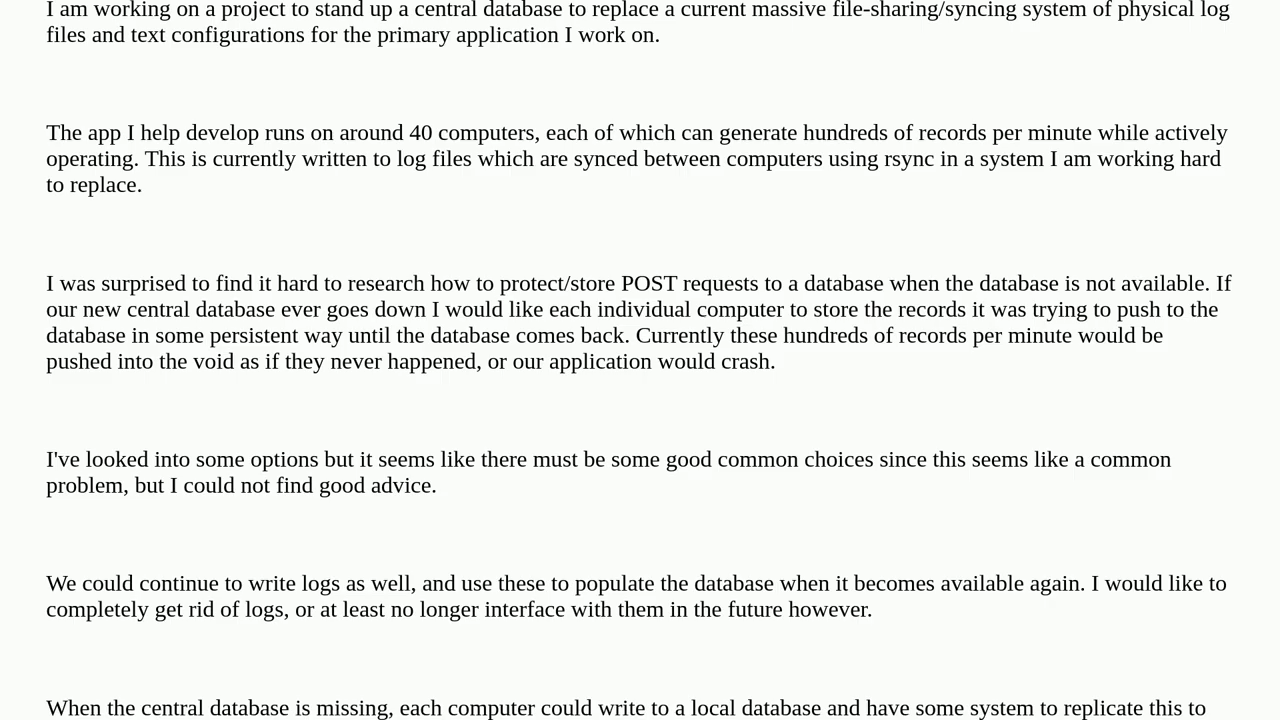 I am working on a project to stand up a central database to replace a current massive file-sharing/syncing system of physical log
files and text configurations for the primary application I work on.
The app I help develop runs on around 40 computers, each of which can generate hundreds of records per minute while actively
operating. This is currently written to log files which are synced between computers using rsync in a system I am working hard
to replace.
I was surprised to find it hard to research how to protect/store POST requests to a database when the database is not available. If
our new central database ever goes down I would like each individual computer to store the records it was trying to push to the
database in some persistent way until the database comes back. Currently these hundreds of records per minute would be
pushed into the void as if they never happened, or our application would crash.
I've looked into some options but it seems like there must be some good common choices since this seems like a common
problem, but I could not find good advice.
We could continue to write logs as well, and use these to populate the database when it becomes available again. I would like to
completely get rid of logs, or at least no longer interface with them in the future however.
When the central database is missing, each computer could write to a local database and have some system to replicate this to